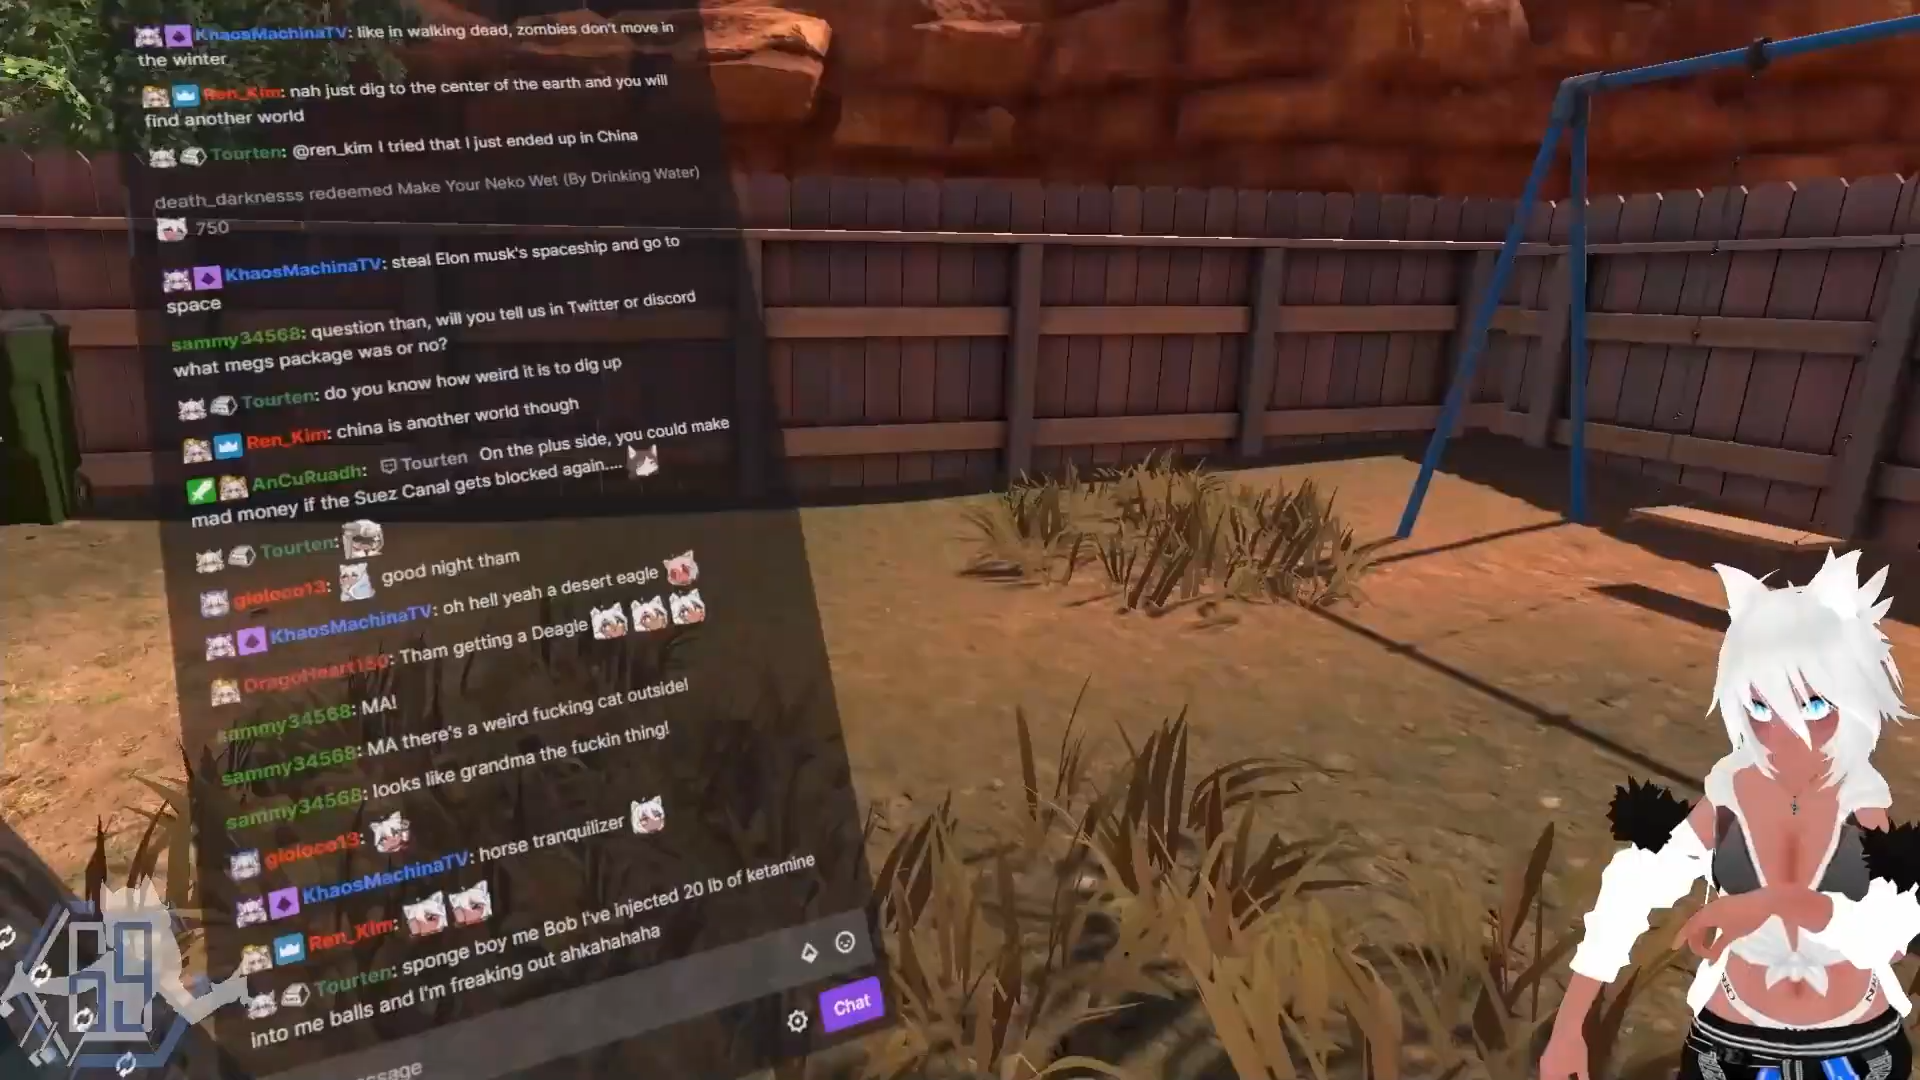 KhaosMachinaTV: like in walking dead, zombies don't move in
the winter
Ren_Kim: nah just dig to the center of the earth and you will
find another world
Tourten: @ren_kim I tried that I just ended up in China
death_darknesss redeemed Make Your Neko Wet (By Drinking Water)
750
KhaosMachinaTV: steal Elon musk's spaceship and go to
space
sammy34568: question than, will you tell us in Twitter or discord
what megs package was or no?
Tourten: do you know how weird it is to dig up
Ren_Kim: china is another world though
AnCuRuadh: Tourten On the plus side, you could make
mad money if the Suez Canal gets blocked again....
Tourten:
gioloco13: good night tham
KhaosMachinaTV: oh hell yeah a desert eagle
DragoHeart150: Tham getting a Deagle
sammy34568: MA!
sammy34568: MA there's a weird fucking cat outside!
sammy34568: looks like grandma the fuckin thing!
gioloco13:
KhaosMachinaTV: horse tranquilizer
Ren_Kim:
Tourten: sponge boy me Bob I've injected 20 lb of ketamine
into me balls and I'm freaking out ahkahahaha
Chat
69